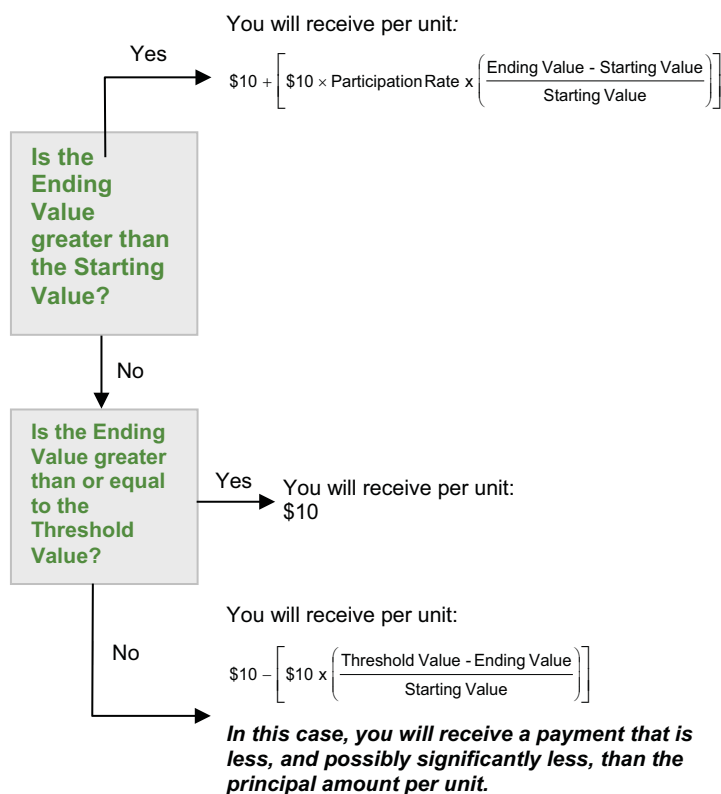 You will receive per unit:
Yes
$10 + [ $10 × Participation Rate x ( Ending Value - Starting Value / Starting Value ) ]
Is the
Ending
Value
greater than
the Starting
Value?
No
Is the Ending
Value greater
than or equal
to the
Threshold
Value?
Yes
You will receive per unit:
$10
You will receive per unit:
No
$10 − [ $10 x ( Threshold Value - Ending Value / Starting Value ) ]
In this case, you will receive a payment that is
less, and possibly significantly less, than the
principal amount per unit.